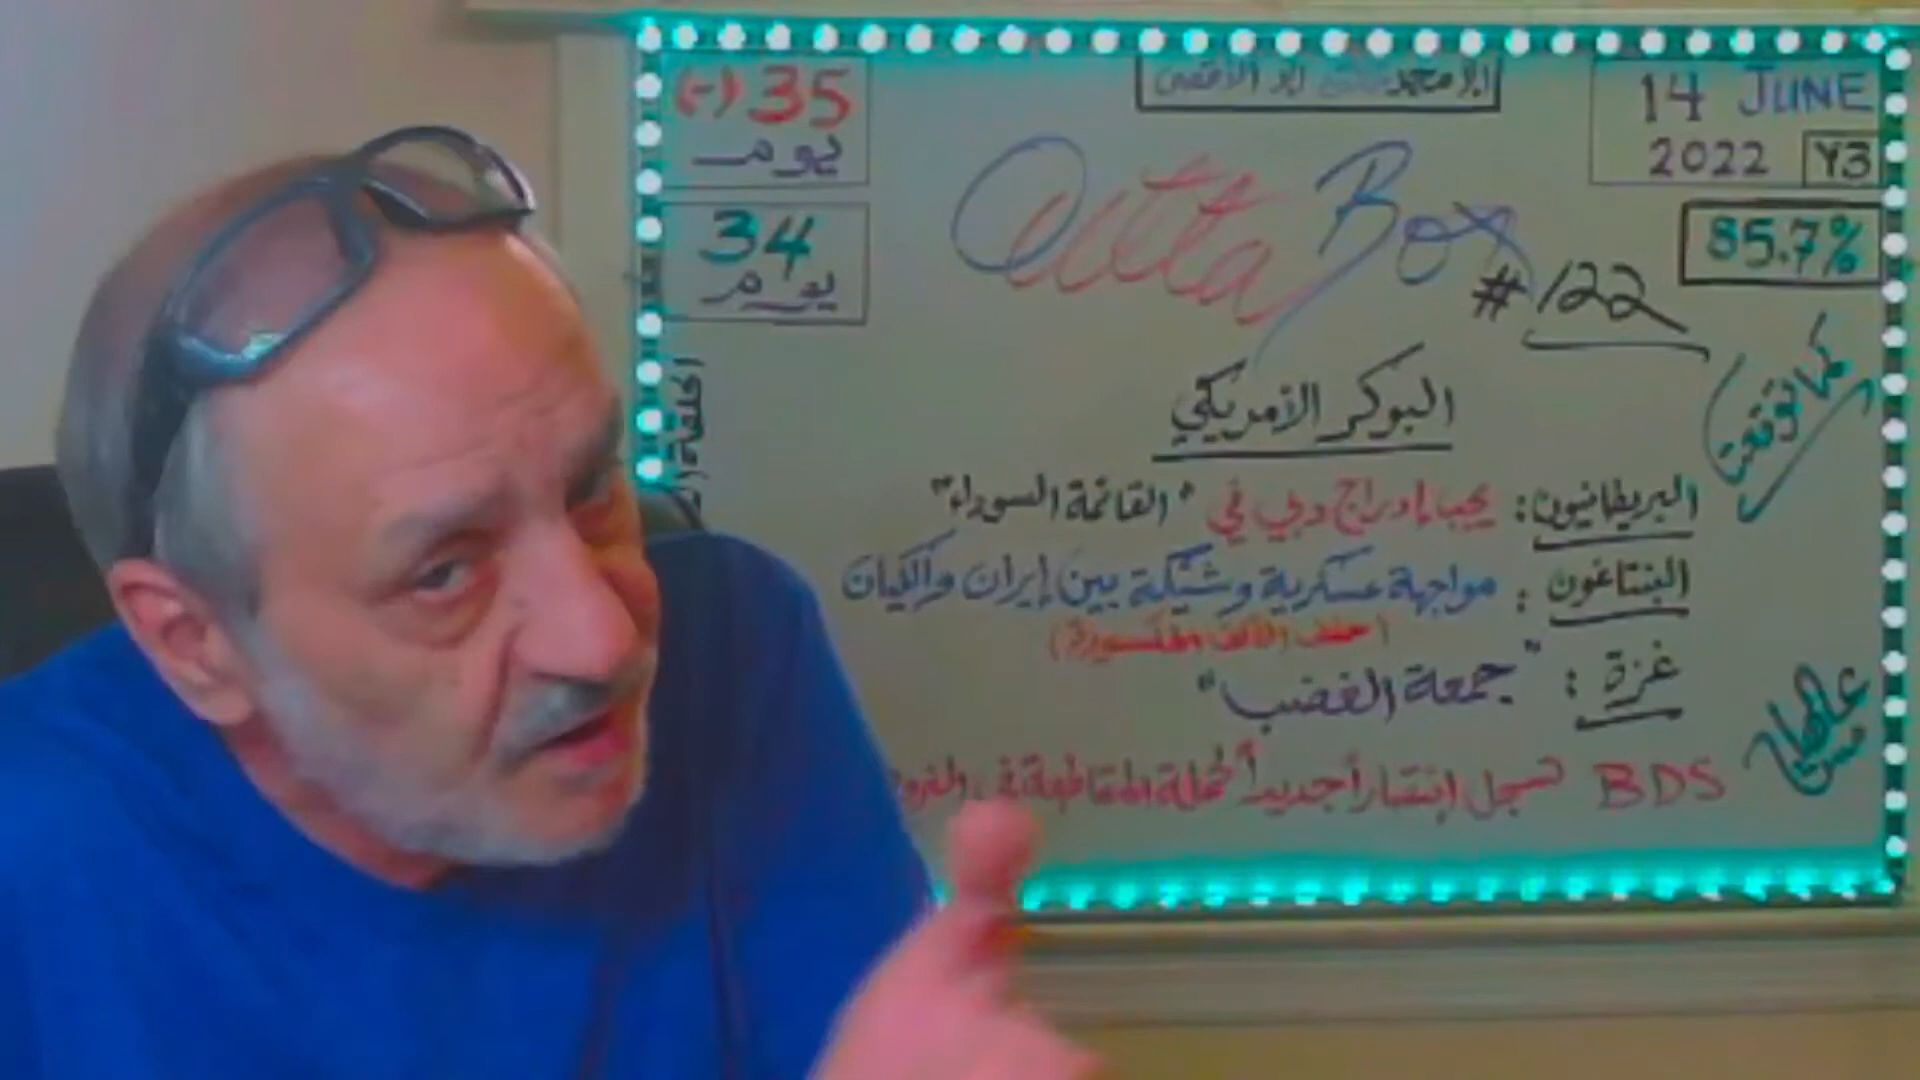 (-) 35
يوم
34
يوم
14 JUNE
2022 Y3
85.7%
Outta Box
#122
كما توقعت
البوكر الأمريكي
البريطانيون: يجب إدراج دبي في "القائمة السوداء"
البنتاغون: مواجهة عسكرية وشيكة بين إيران والكيان
غزة: "جمعة الغضب"
BDS تسجل إنتصاراً جديداً لحملة المقاطعة في